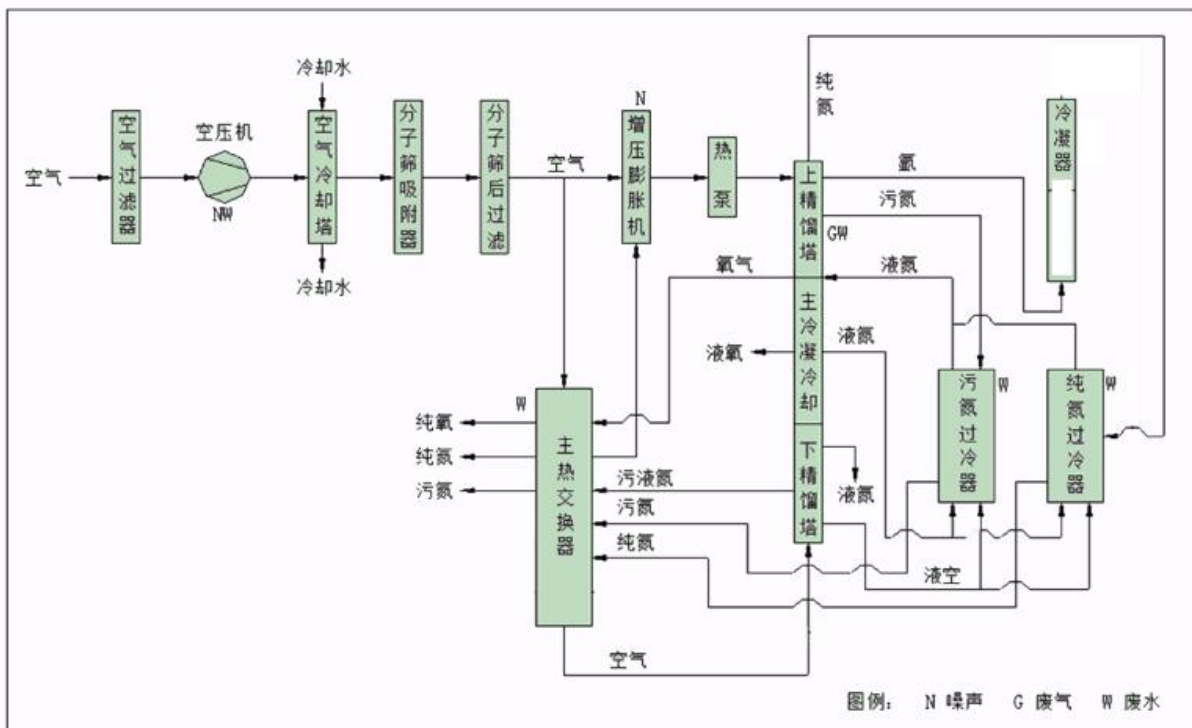 冷却水
空气
空气过滤器
空压机
NW
空气冷却塔
冷却水
分子筛吸附器
分子筛后过滤
空气
N
增压膨胀机
热泵
纯氮
上精馏塔
GW
氩
污氮
冷凝器
氧气
液氮
主冷凝冷却
液氧
液氮
污氮过冷器
W
纯氮过冷器
W
W
纯氧
纯氮
污氮
主热交换器
下精馏塔
液氮
污液氮
污氮
纯氮
液空
空气
图例： N 噪声 G 废气 W 废水